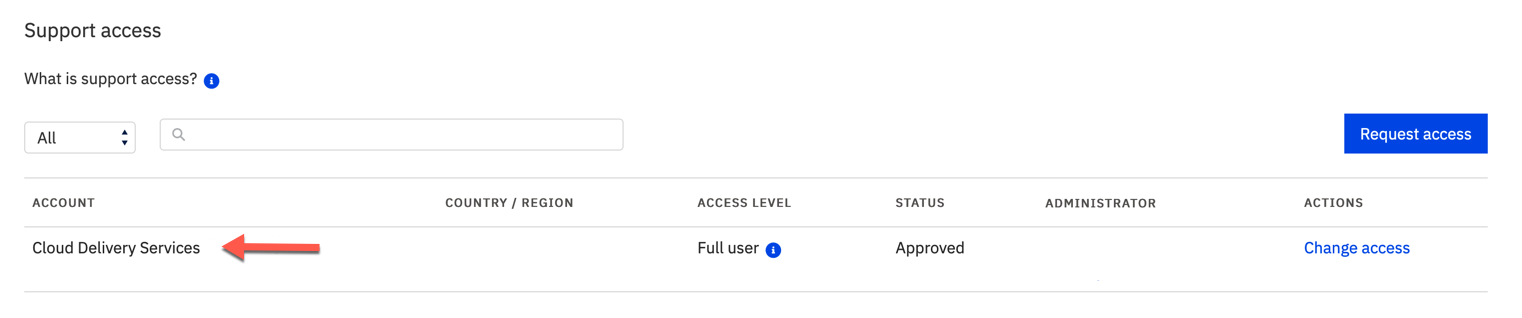 Support access
What is support access?
All
Request access
ACCOUNT COUNTRY / REGION ACCESS LEVEL STATUS ADMINISTRATOR ACTIONS
Cloud Delivery Services Full user Approved Change access